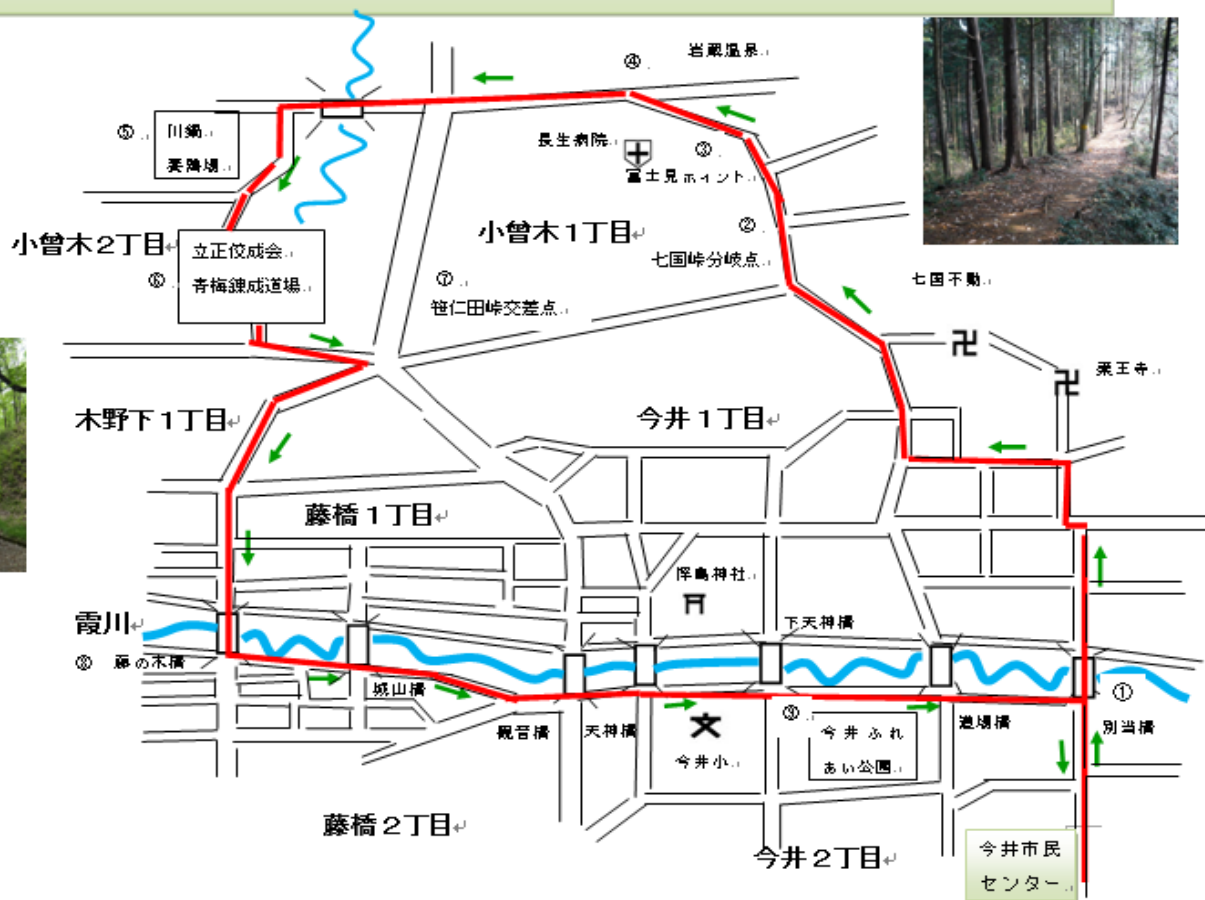 ④ 岩蔵温泉
⑤ 川鍋
養鶏場
長生病院
③
富士見ポイント
小曾木2丁目
立正佼成会
⑥ 青梅錬成道場
小曾木1丁目
②
七国峠分岐点
⑦
笹仁田峠交差点
七国不動
薬王寺
木野下1丁目
今井1丁目
藤橋1丁目
霞川
⑧ 藤の木橋
城山橋
観音橋
天神橋
下天神橋
文
今井小
⑨
今井ふれ
あい公園
道場橋
①
別当橋
藤橋2丁目
今井2丁目
今井市民
センター